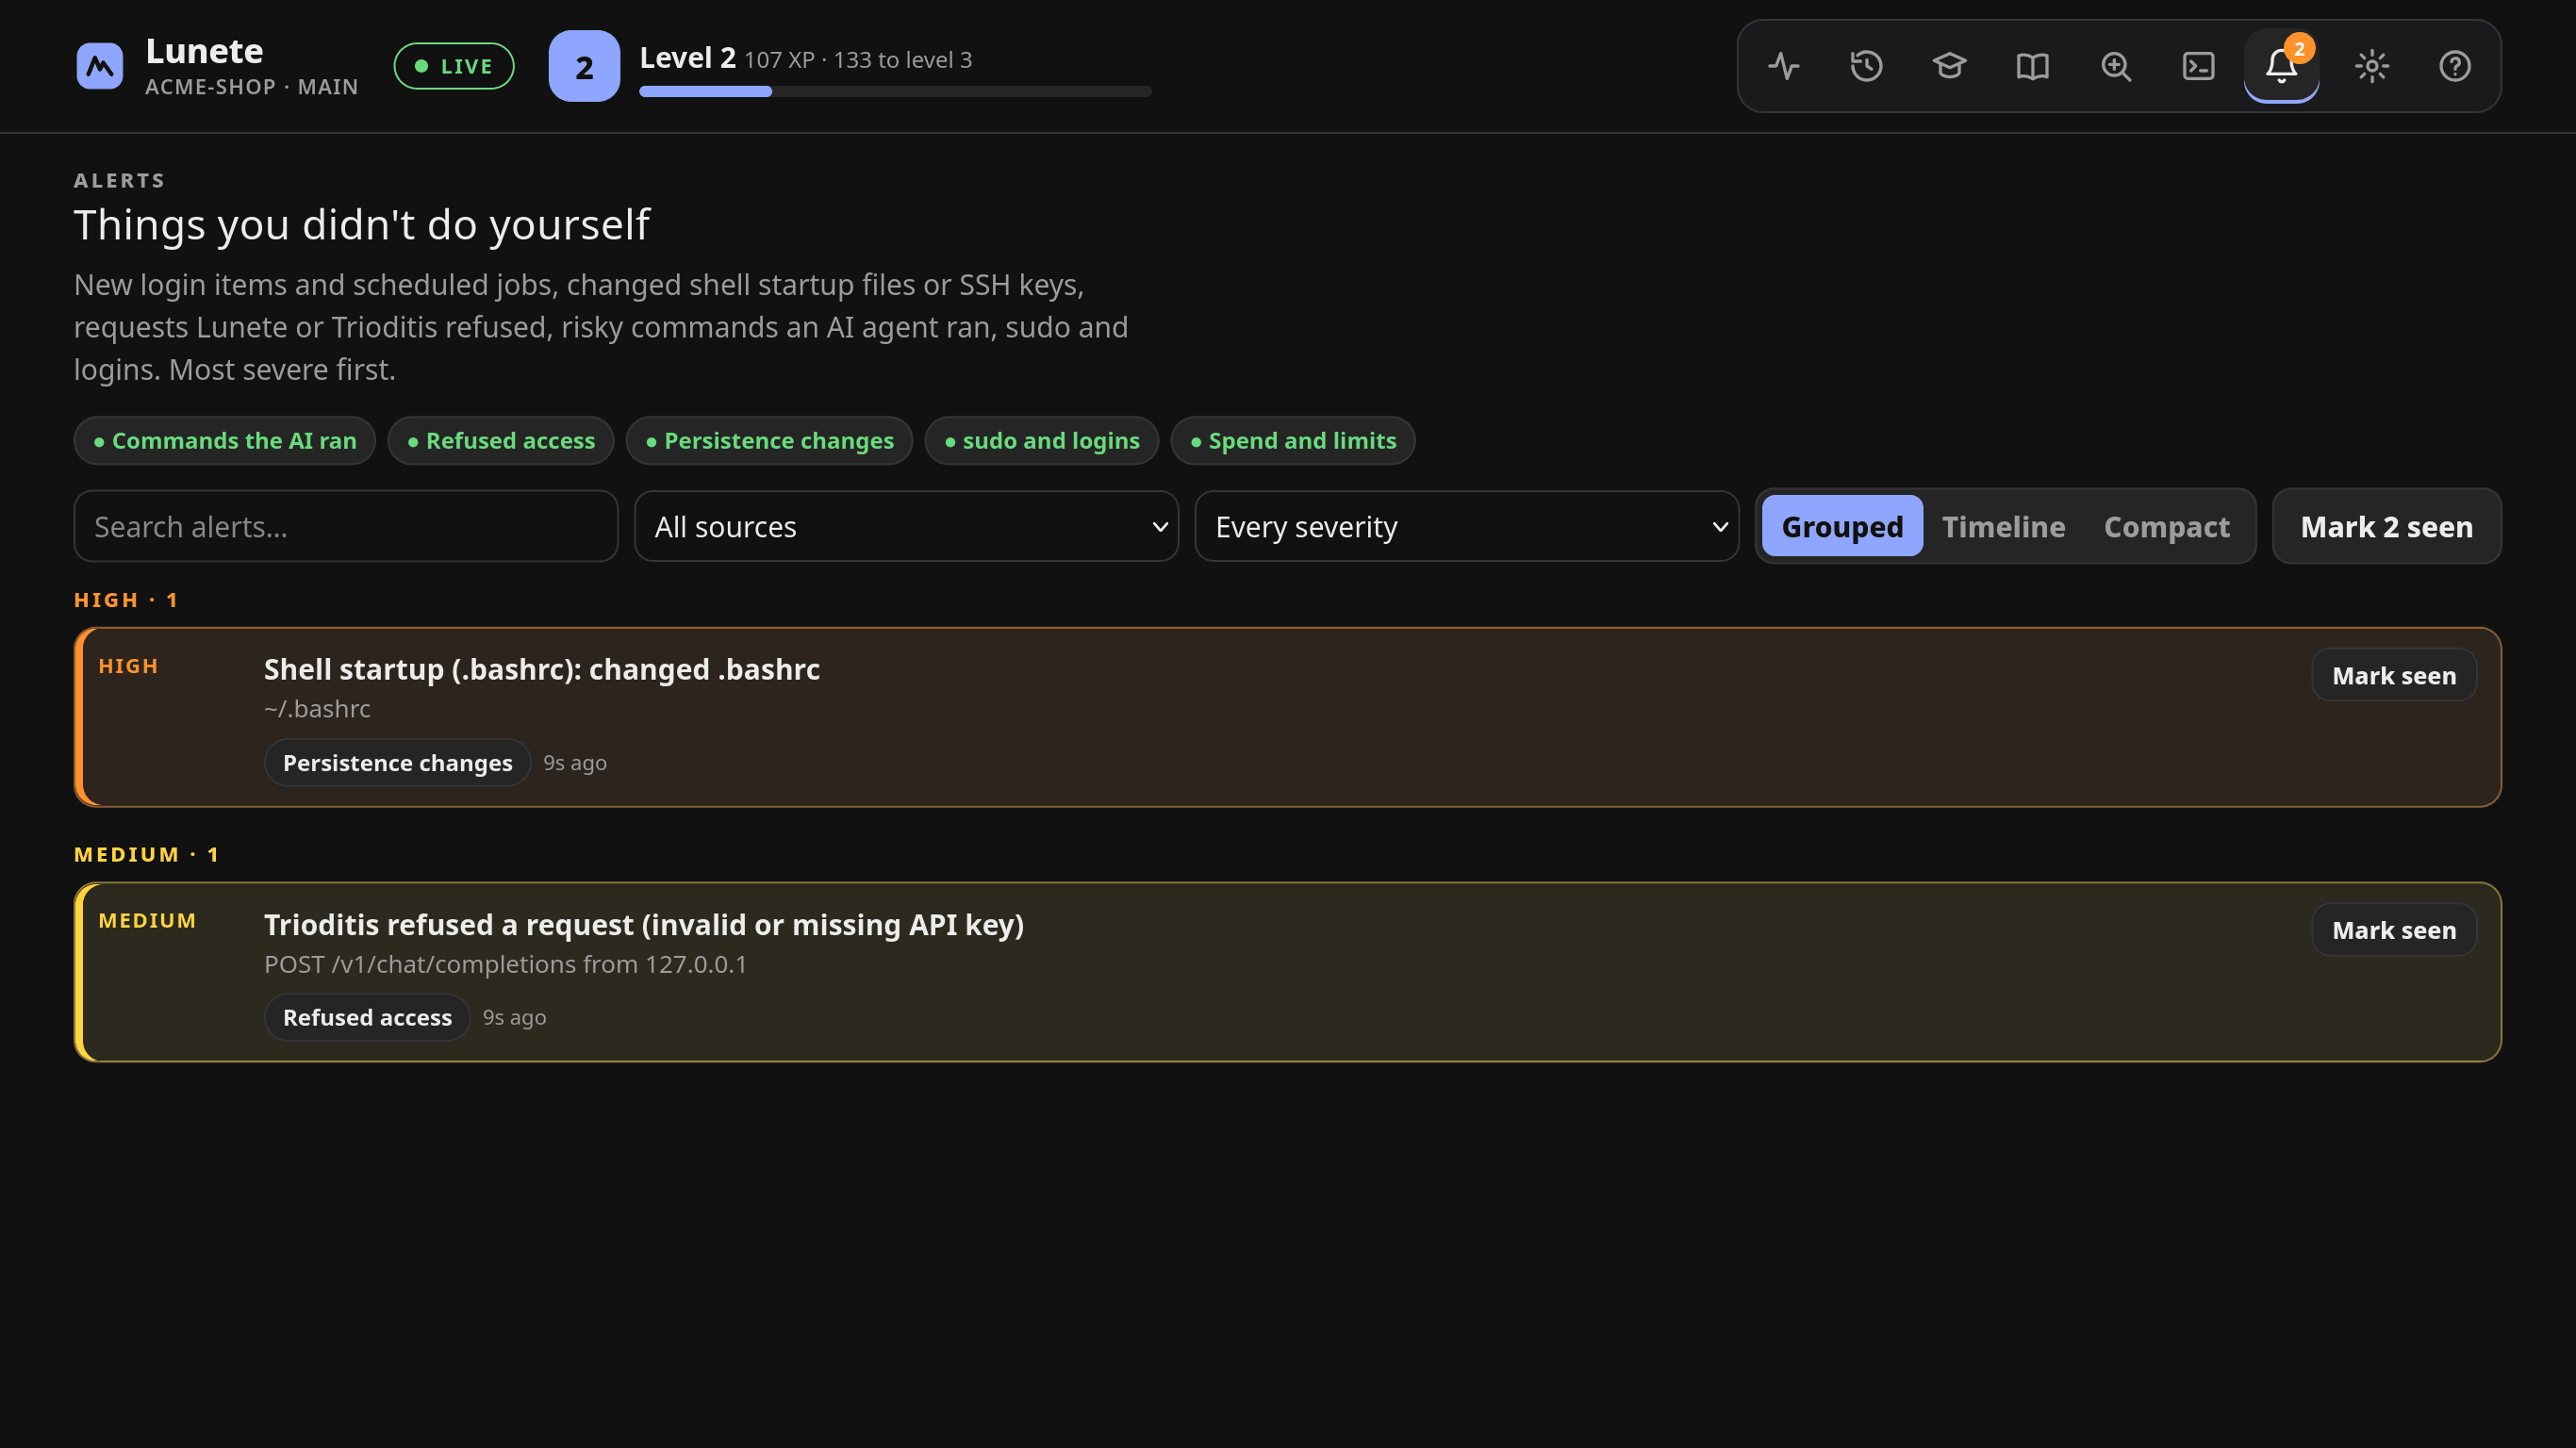 Lunete
ACME-SHOP · MAIN
LIVE
2
Level 2 107 XP · 133 to level 3
2
ALERTS
Things you didn't do yourself
New login items and scheduled jobs, changed shell startup files or SSH keys,
requests Lunete or Trioditis refused, risky commands an AI agent ran, sudo and
logins. Most severe first.
Commands the AI ran
Refused access
Persistence changes
sudo and logins
Spend and limits
Search alerts...
All sources
Every severity
Grouped
Timeline
Compact
Mark 2 seen
HIGH · 1
HIGH
Shell startup (.bashrc): changed .bashrc
Mark seen
~/.bashrc
Persistence changes 9s ago
MEDIUM · 1
MEDIUM
Trioditis refused a request (invalid or missing API key)
Mark seen
POST /v1/chat/completions from 127.0.0.1
Refused access 9s ago